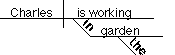 Charles is working
in
garden
the